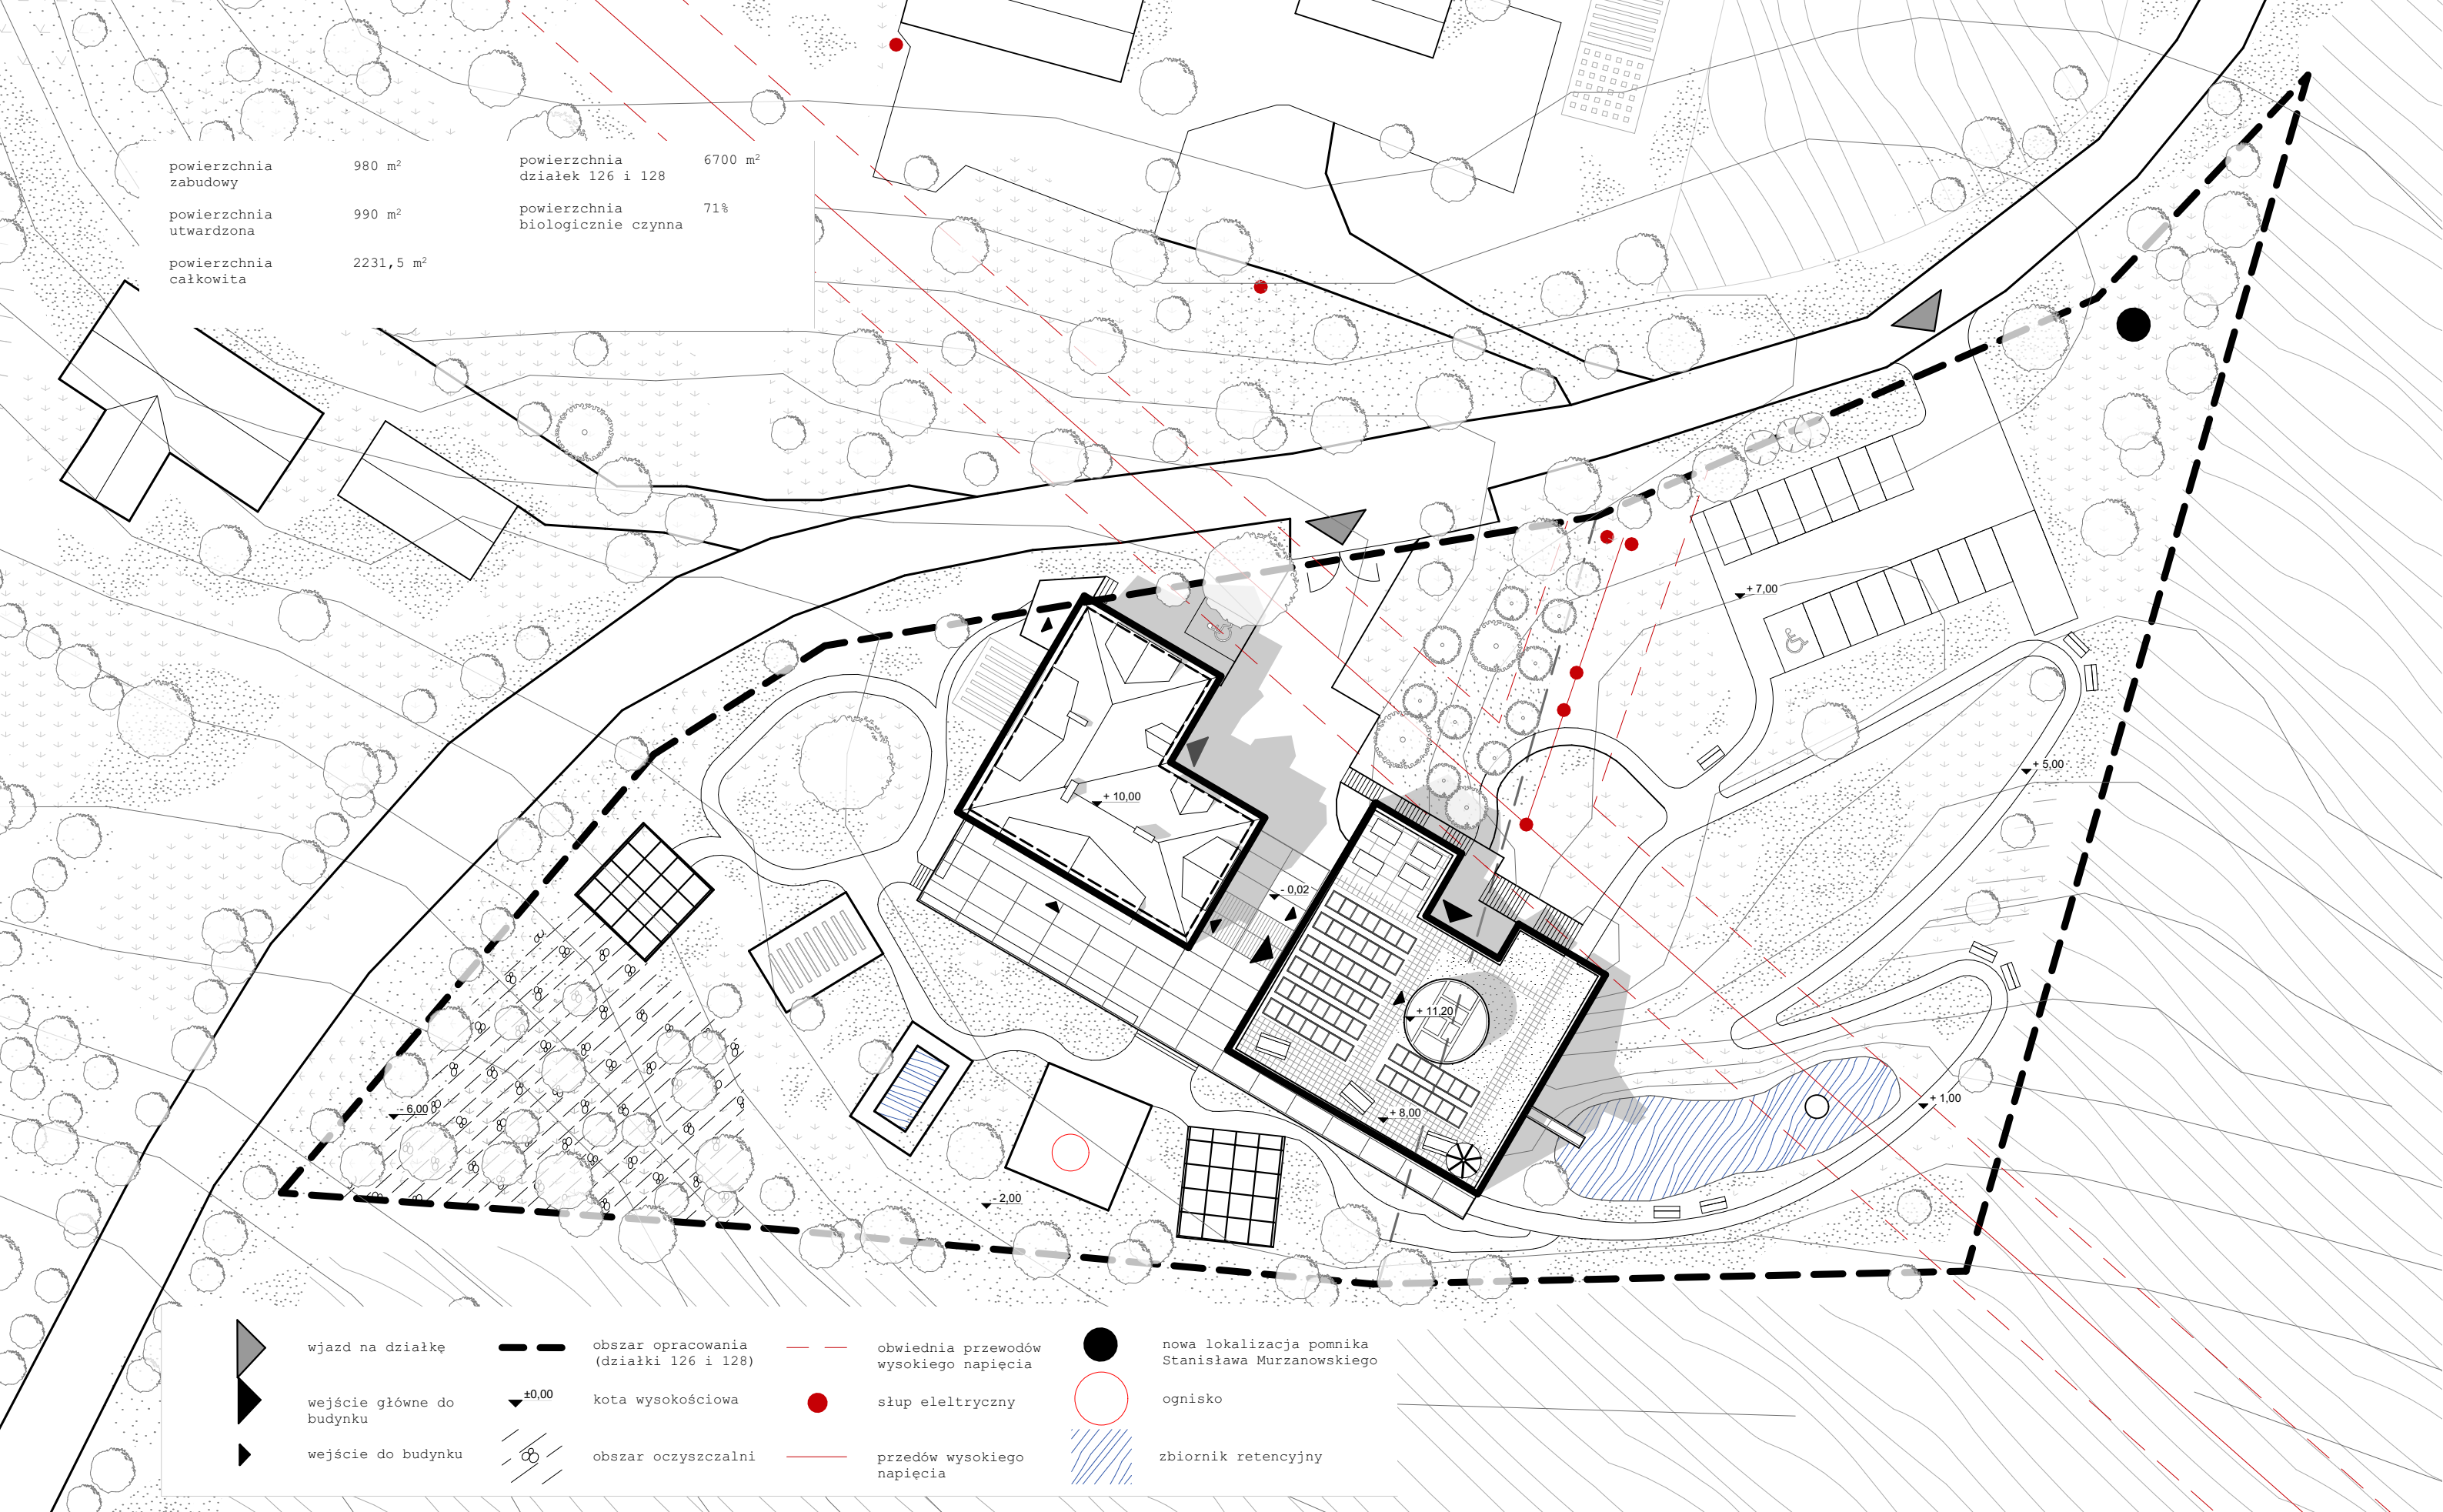 powierzchnia
zabudowy
980 m²
powierzchnia
utwardzona
990 m²
powierzchnia
całkowita
2231,5 m²
powierzchnia
działek 126 i 128
6700 m²
powierzchnia
biologicznie czynna
71%
+ 7,00
+ 5,00
+ 10,00
- 0,02
+ 11,20
+ 8,00
+ 1,00
- 6,00
- 2,00
wjazd na działkę
wejście główne do
budynku
wejście do budynku
obszar opracowania
(działki 126 i 128)
±0,00
kota wysokościowa
obszar oczyszczalni
obwiednia przewodów
wysokiego napięcia
słup eleltryczny
przedów wysokiego
napięcia
nowa lokalizacja pomnika
Stanisława Murzanowskiego
ognisko
zbiornik retencyjny